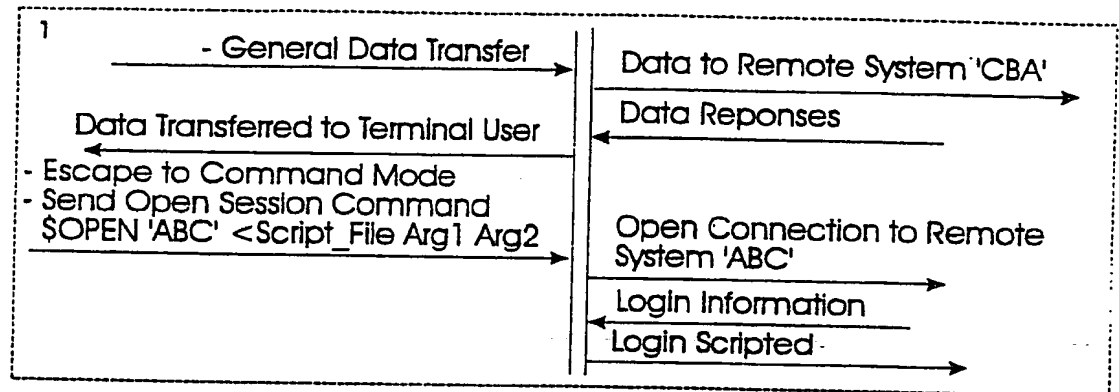 1
- General Data Transfer
Data to Remote System 'CBA'
Data Reponses
Data Transferred to Terminal User
- Escape to Command Mode
- Send Open Session Command
$OPEN 'ABC' <Script_File Arg1 Arg2
Open Connection to Remote
System 'ABC'
Login Information
Login Scripted